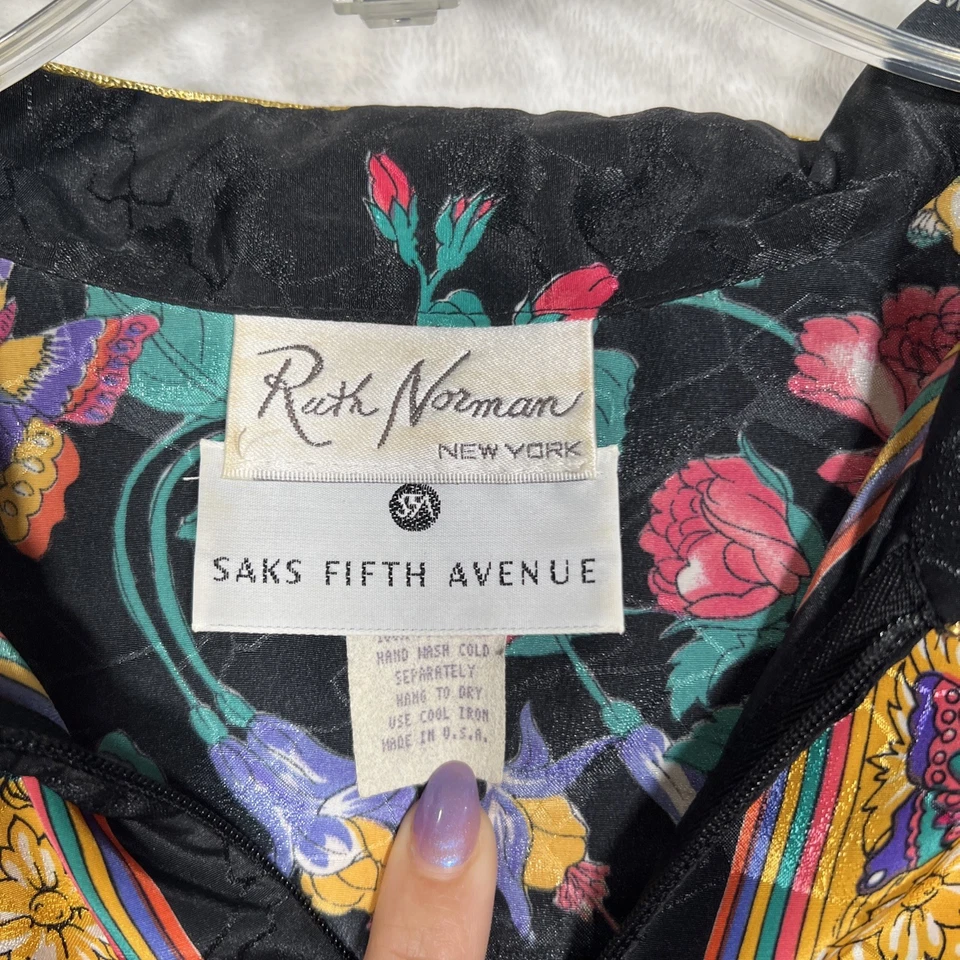 Ruth Norman
NEW YORK
SFA
SAKS FIFTH AVENUE
HAND WASH COLD
SEPARATELY
HANG TO DRY
USE COOL IRON
MADE IN U.S.A.